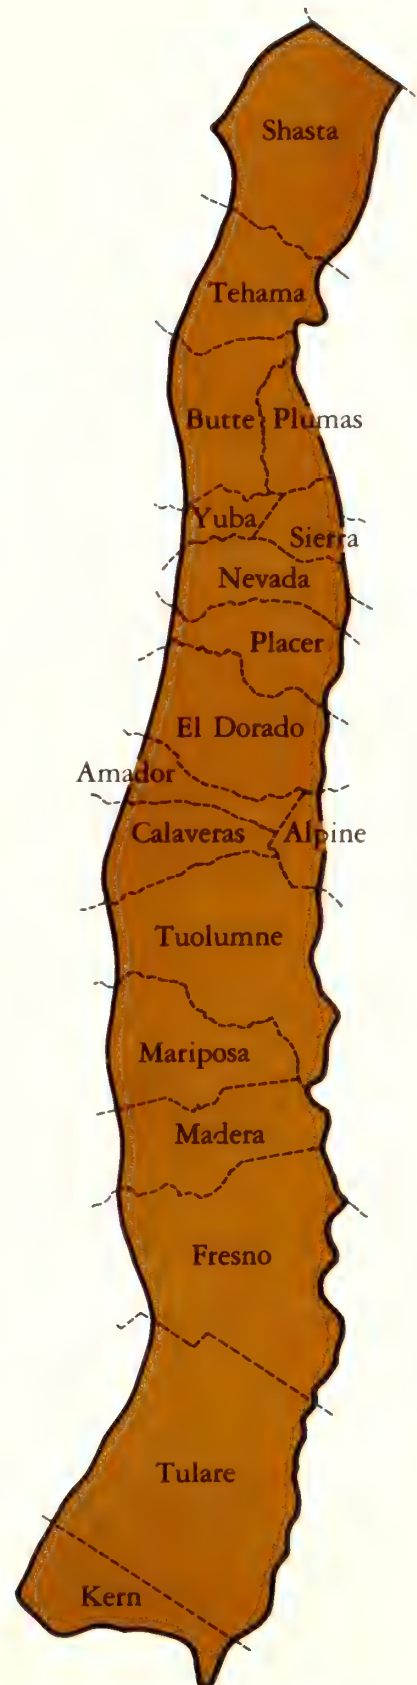 Shasta
Tehama
Butte Plumas
Yuba
Sierra
Nevada
Placer
El Dorado
Amador
Calaveras Alpine
Tuolumne
Mariposa
Madera
Fresno
Tulare
Kern